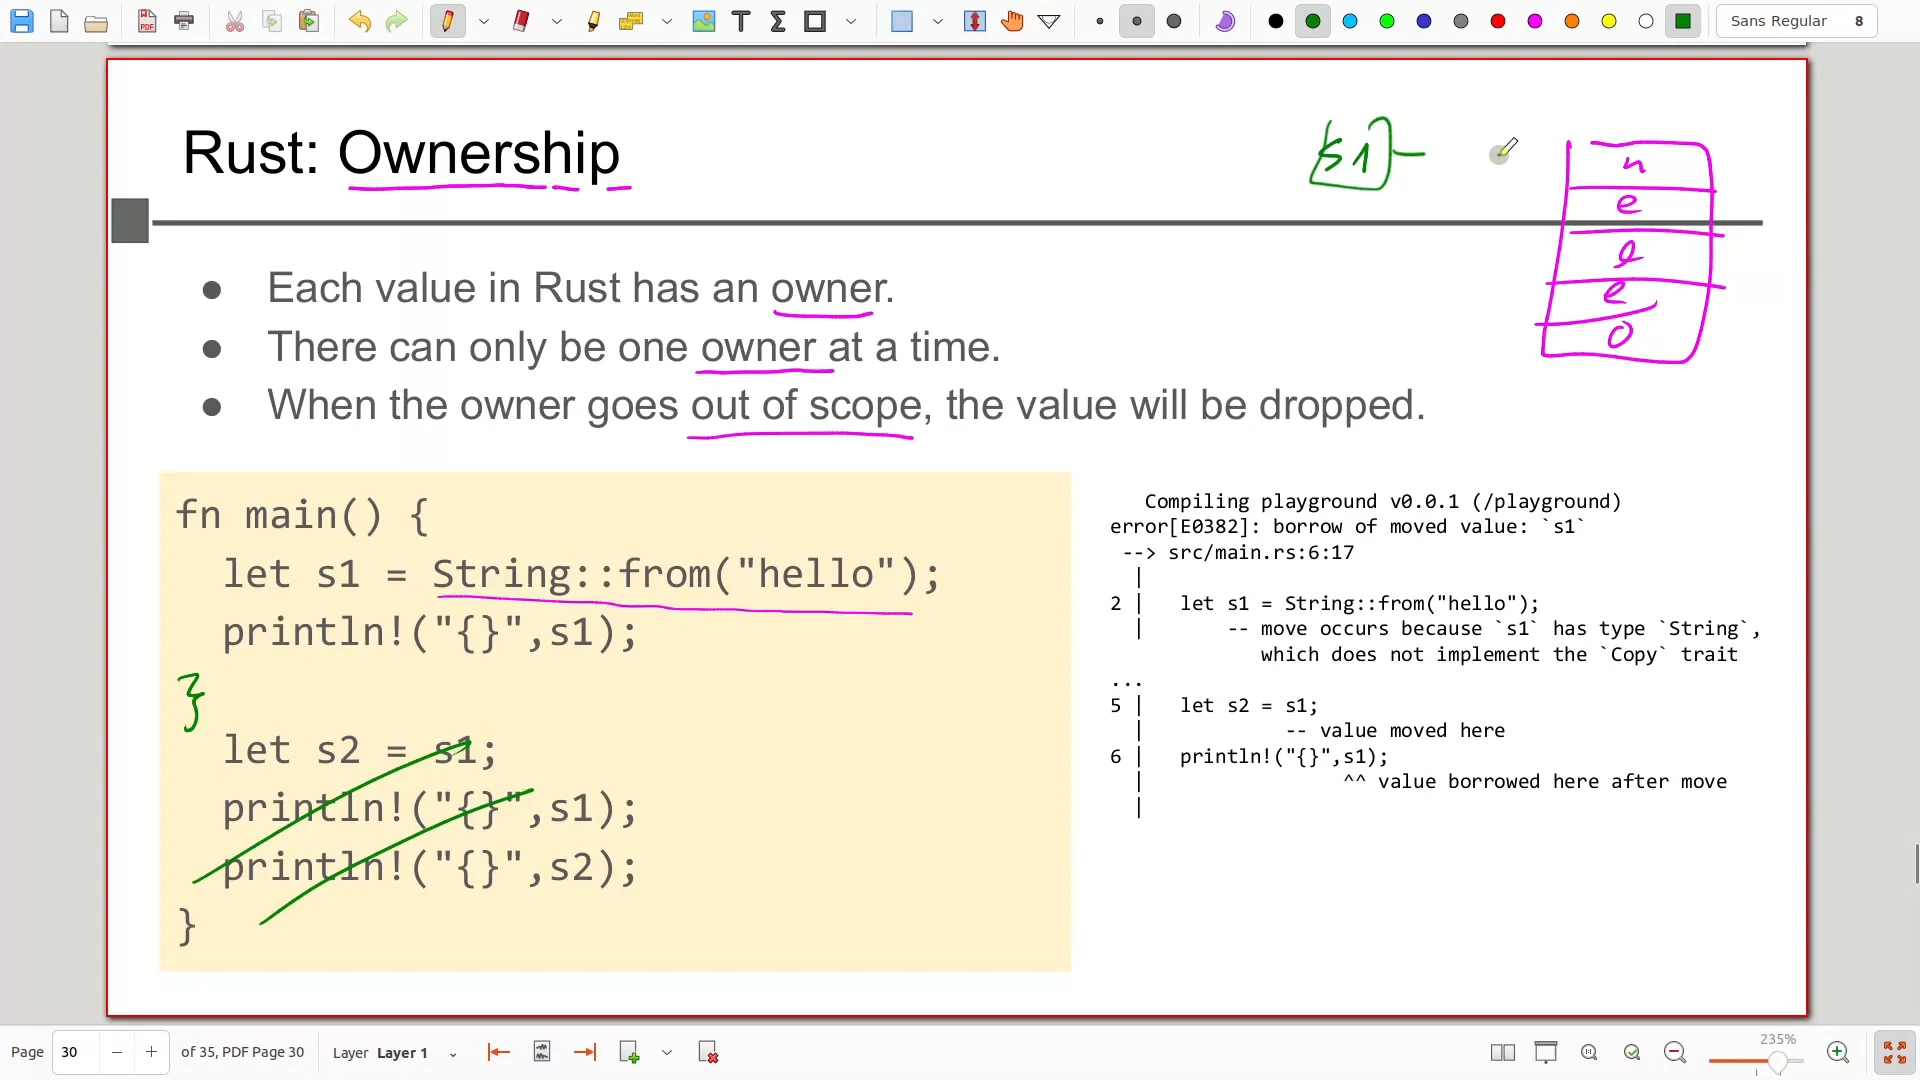 Sans Regular 8
Rust: Ownership
s1
h
e
l
l
o
● Each value in Rust has an owner.
● There can only be one owner at a time.
● When the owner goes out of scope, the value will be dropped.
fn main() {
  let s1 = String::from("hello");
  println!("{}",s1);
}
  let s2 = s1;
  println!("{}",s1);
  println!("{}",s2);
}
   Compiling playground v0.0.1 (/playground)
error[E0382]: borrow of moved value: `s1`
 --> src/main.rs:6:17
  |
2 |   let s1 = String::from("hello");
  |       -- move occurs because `s1` has type `String`,
          which does not implement the `Copy` trait
...
5 |   let s2 = s1;
  |            -- value moved here
6 |   println!("{}",s1);
  |                 ^^ value borrowed here after move
  |
Page 30 of 35, PDF Page 30 Layer Layer 1 235%